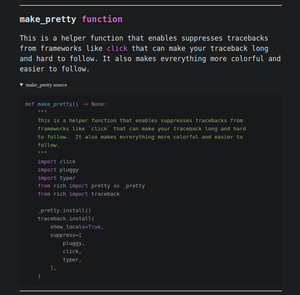 make_pretty function
This is a helper function that enables suppresses tracebacks
from frameworks like click that can make your traceback long
and hard to follow. It also makes evrerything more colorful and
easier to follow.
▼ make_pretty source
def make_pretty() -> None:
    """
    This is a helper function that enables suppresses tracebacks from
    frameworks like `click` that can make your traceback long and hard
    to follow.  It also makes evrerything more colorful and easier to
    follow.
    """
    import click
    import pluggy
    import typer
    from rich import pretty as _pretty
    from rich import traceback
    _pretty.install()
    traceback.install(
        show_locals=True,
        suppress=[
            pluggy,
            click,
            typer,
        ],
    )